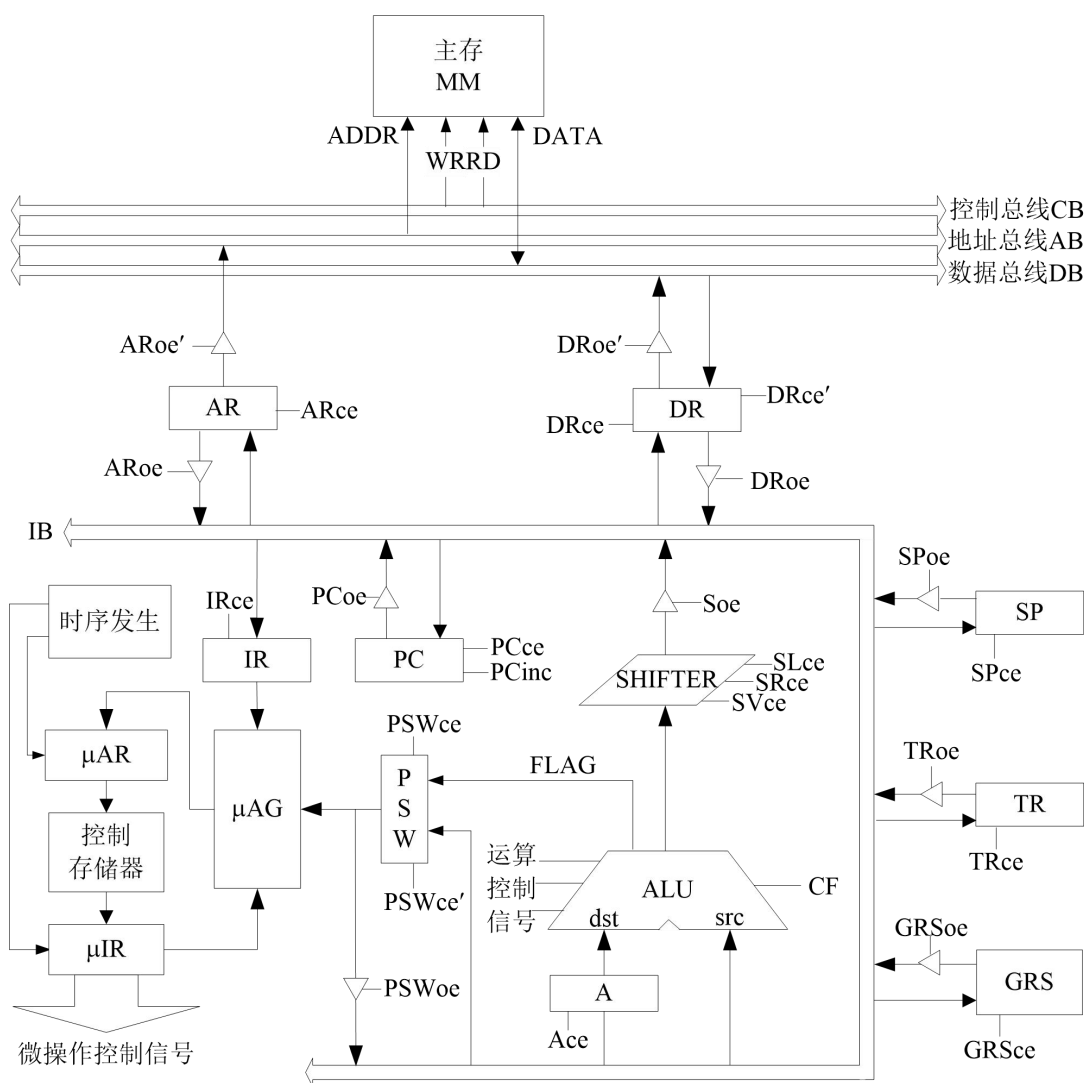 主存
MM
ADDR
WRRD
DATA
控制总线CB
地址总线AB
数据总线DB
ARoe′
AR
ARce
ARoe
DRoe′
DR
DRce′
DRce
DRoe
IB
时序发生
IRce
IR
PCoe
PC
PCce
PCinc
Soe
SHIFTER
SLce
SRce
SVce
SPoe
SP
SPce
μAR
控制
存储器
μIR
微操作控制信号
μAG
PSWce
P
S
W
PSWce′
PSWoe
FLAG
运算
控制
信号
ALU
dst
src
CF
A
Ace
TRoe
TR
TRce
GRSoe
GRS
GRSce